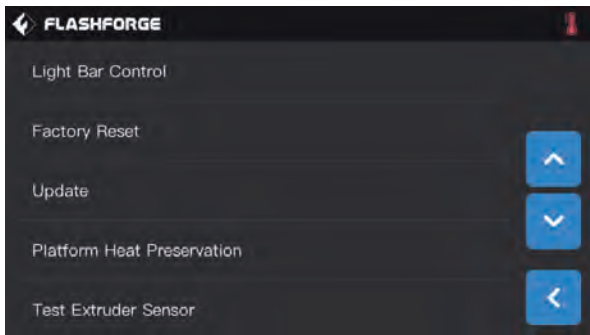 FLASHFORGE
Light Bar Control
Factory Reset
Update
Platform Heat Preservation
Test Extruder Sensor